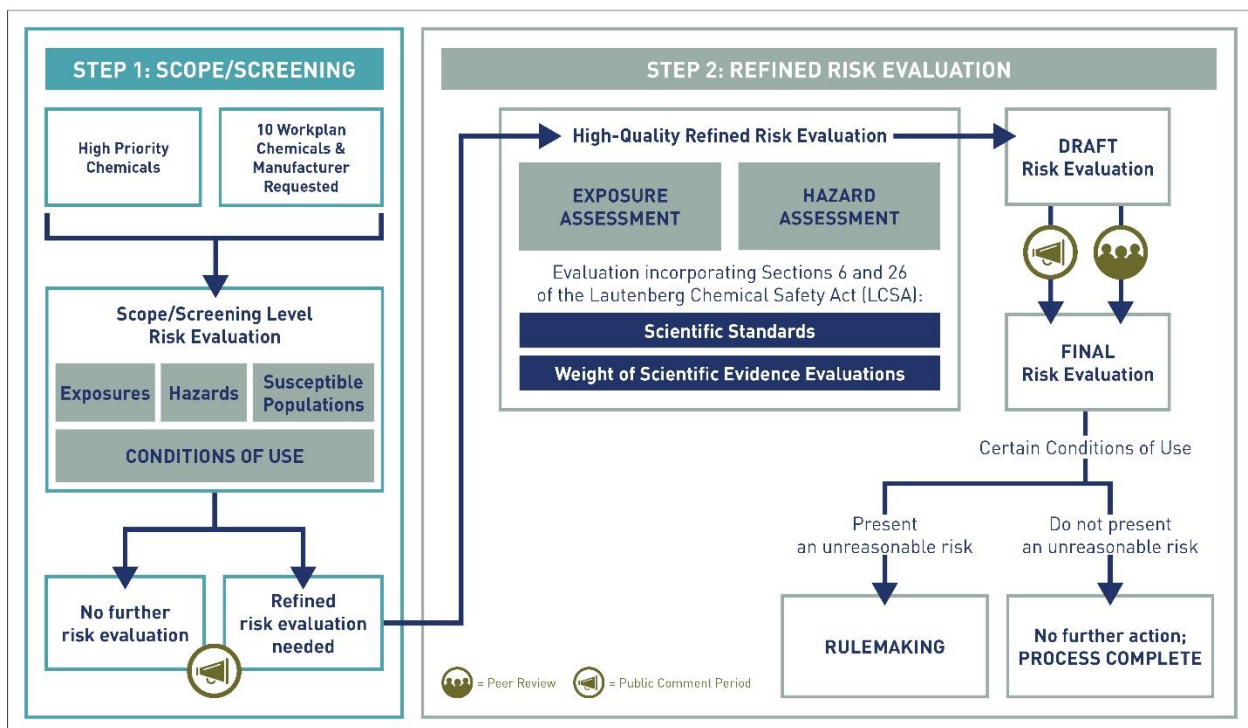 STEP 1: SCOPE/SCREENING
High Priority
Chemicals
10 Workplan
Chemicals &
Manufacturer
Requested
Scope/Screening Level
Risk Evaluation
Exposures
Hazards
Susceptible
Populations
CONDITIONS OF USE
No further
risk evaluation
Refined
risk evaluation
needed
STEP 2: REFINED RISK EVALUATION
High-Quality Refined Risk Evaluation
EXPOSURE
ASSESSMENT
HAZARD
ASSESSMENT
Evaluation incorporating Sections 6 and 26
of the Lautenberg Chemical Safety Act (LCSA):
Scientific Standards
Weight of Scientific Evidence Evaluations
DRAFT
Risk Evaluation
FINAL
Risk Evaluation
Certain Conditions of Use
Present
an unreasonable risk
Do not present
an unreasonable risk
RULEMAKING
No further action;
PROCESS COMPLETE
= Peer Review
= Public Comment Period